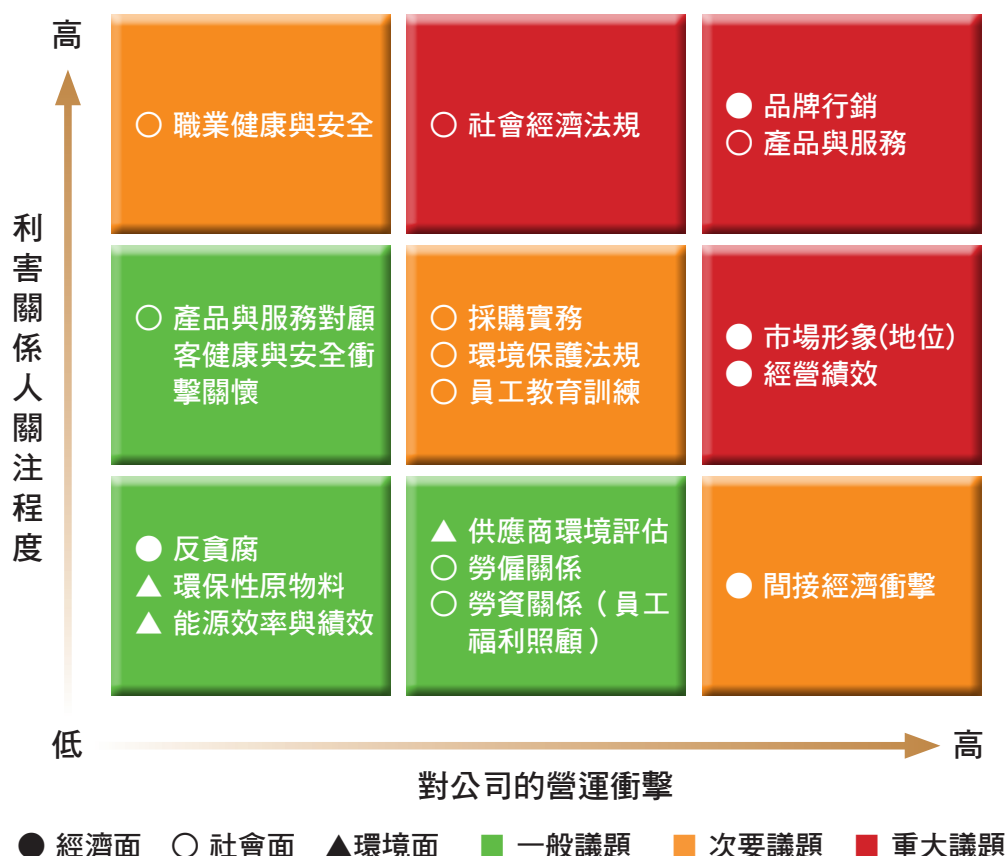 高
○ 職業健康與安全
○ 社會經濟法規
● 品牌行銷
○ 產品與服務
利害關係人關注程度
○ 產品與服務對顧
客健康與安全衝
擊關懷
○ 採購實務
○ 環境保護法規
○ 員工教育訓練
● 市場形象(地位)
● 經營績效
● 反貪腐
▲ 環保性原物料
▲ 能源效率與績效
▲ 供應商環境評估
○ 勞僱關係
○ 勞資關係（員工
福利照顧）
● 間接經濟衝擊
低
高
對公司的營運衝擊
● 經濟面 ○ 社會面 ▲環境面 ■ 一般議題 ■ 次要議題 ■ 重大議題